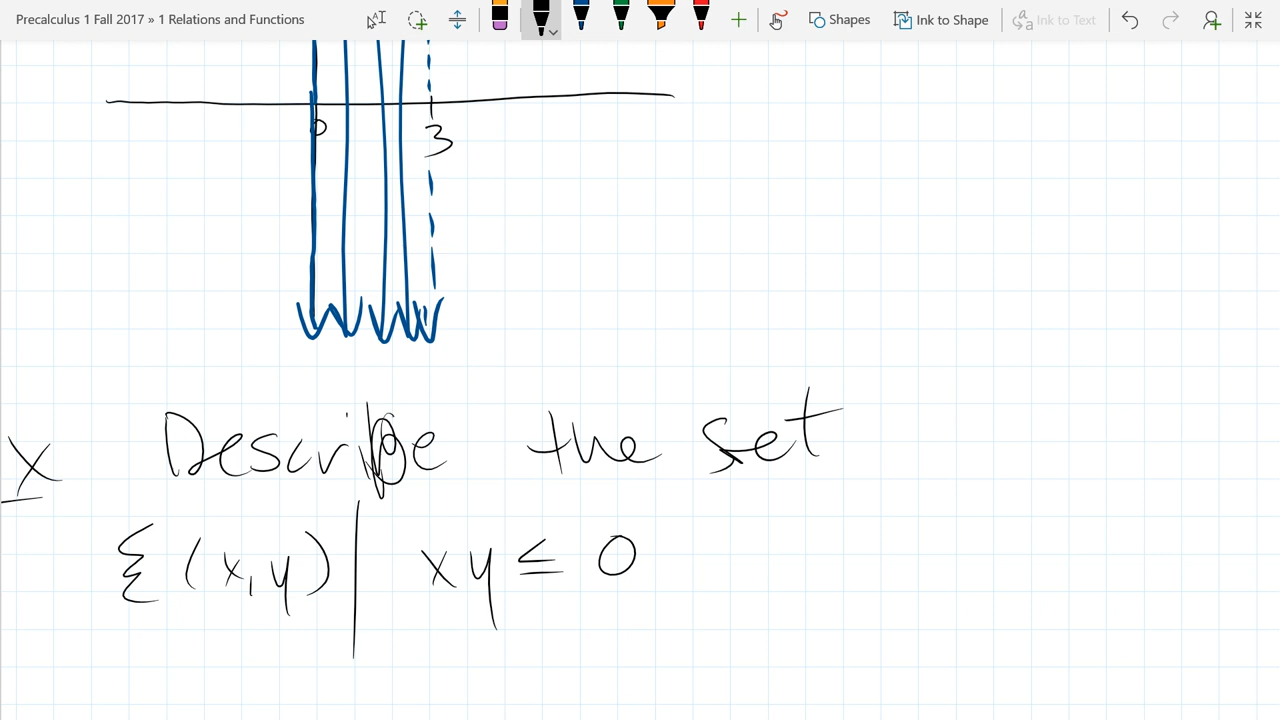 Precalculus 1 Fall 2017 » 1 Relations and Functions Shapes Ink to Shape Ink to Text
0 3
X Describe the set
{ (x,y) | xy ≤ 0